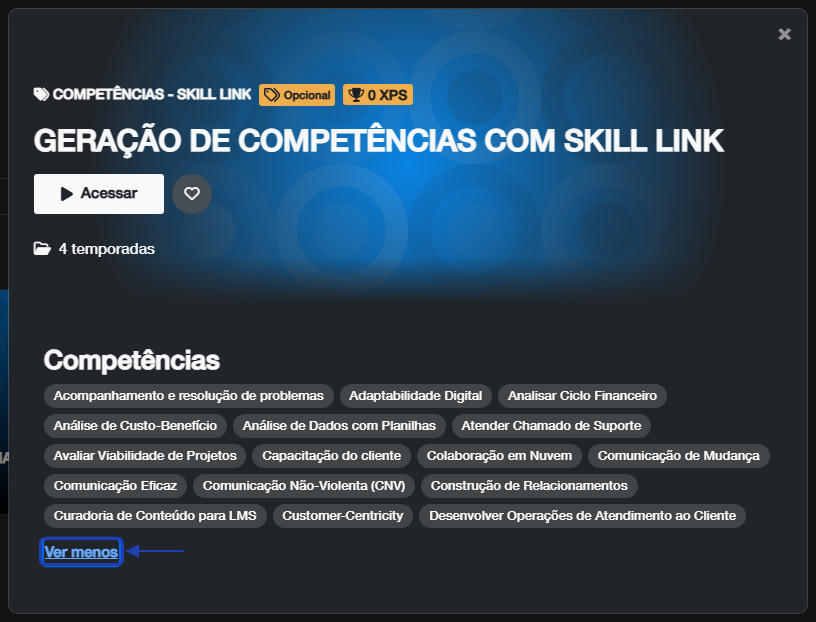 COMPETÊNCIAS - SKILL LINK Opcional 0 XPS
GERAÇÃO DE COMPETÊNCIAS COM SKILL LINK
Acessar
4 temporadas
Competências
Acompanhamento e resolução de problemas Adaptabilidade Digital Analisar Ciclo Financeiro
Análise de Custo-Benefício Análise de Dados com Planilhas Atender Chamado de Suporte
Avaliar Viabilidade de Projetos Capacitação do cliente Colaboração em Nuvem Comunicação de Mudança
Comunicação Eficaz Comunicação Não-Violenta (CNV) Construção de Relacionamentos
Curadoria de Conteúdo para LMS Customer-Centricity Desenvolver Operações de Atendimento ao Cliente
Ver menos